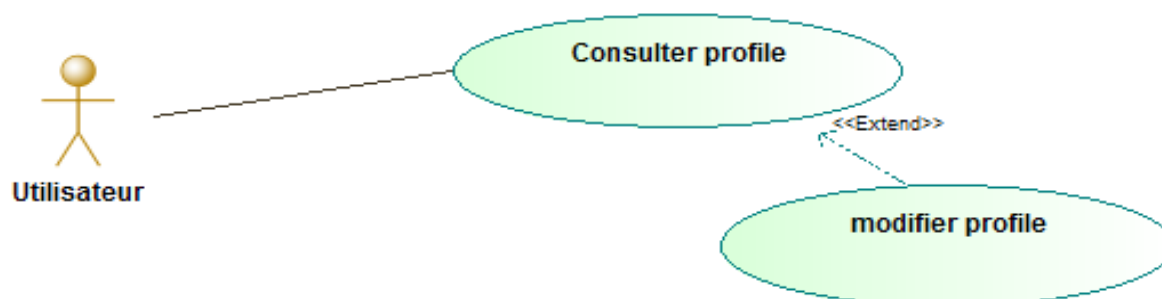 Consulter profile
<<Extend>>
Utilisateur
modifier profile